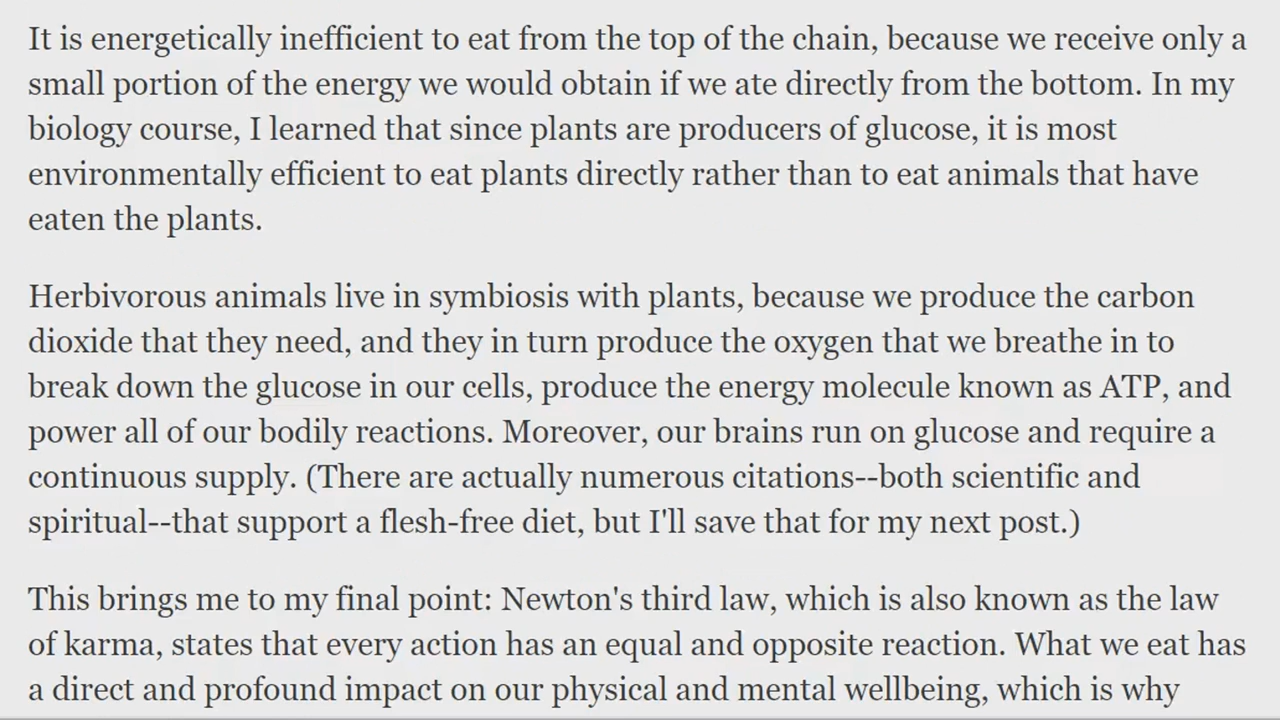 It is energetically inefficient to eat from the top of the chain, because we receive only a
small portion of the energy we would obtain if we ate directly from the bottom. In my
biology course, I learned that since plants are producers of glucose, it is most
environmentally efficient to eat plants directly rather than to eat animals that have
eaten the plants.
Herbivorous animals live in symbiosis with plants, because we produce the carbon
dioxide that they need, and they in turn produce the oxygen that we breathe in to
break down the glucose in our cells, produce the energy molecule known as ATP, and
power all of our bodily reactions. Moreover, our brains run on glucose and require a
continuous supply. (There are actually numerous citations--both scientific and
spiritual--that support a flesh-free diet, but I'll save that for my next post.)
This brings me to my final point: Newton's third law, which is also known as the law
of karma, states that every action has an equal and opposite reaction. What we eat has
a direct and profound impact on our physical and mental wellbeing, which is why